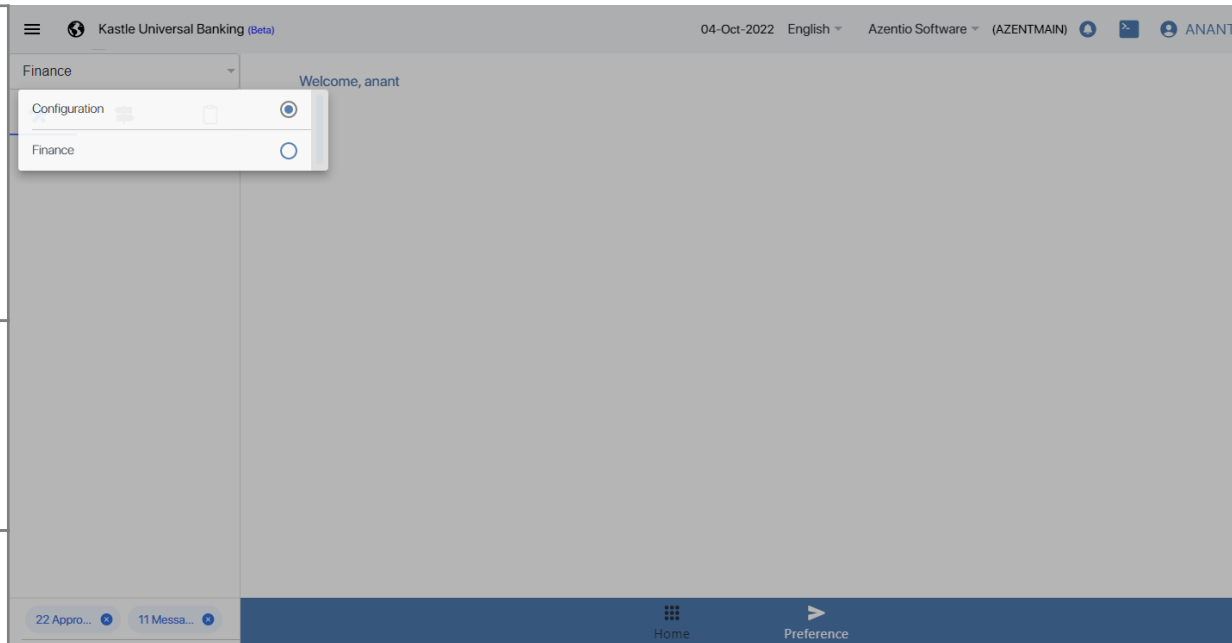 Kastle Universal Banking (Beta)
04-Oct-2022 English Azentio Software (AZENTMAIN) ANANT
Finance
Welcome, anant
Configuration
Finance
22 Appro... 11 Messa...
Home Preference